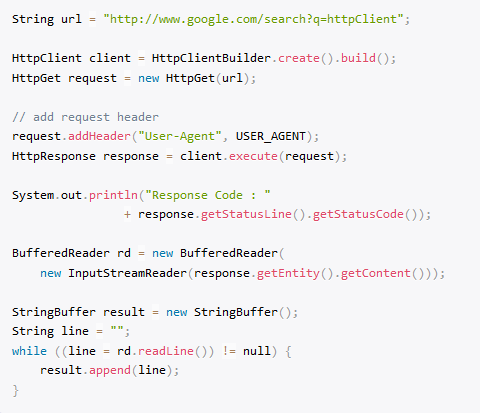 String url = "http://www.google.com/search?q=httpClient";

HttpClient client = HttpClientBuilder.create().build();
HttpGet request = new HttpGet(url);

// add request header
request.addHeader("User-Agent", USER_AGENT);
HttpResponse response = client.execute(request);

System.out.println("Response Code : "
                + response.getStatusLine().getStatusCode());

BufferedReader rd = new BufferedReader(
    new InputStreamReader(response.getEntity().getContent()));

StringBuffer result = new StringBuffer();
String line = "";
while ((line = rd.readLine()) != null) {
    result.append(line);
}